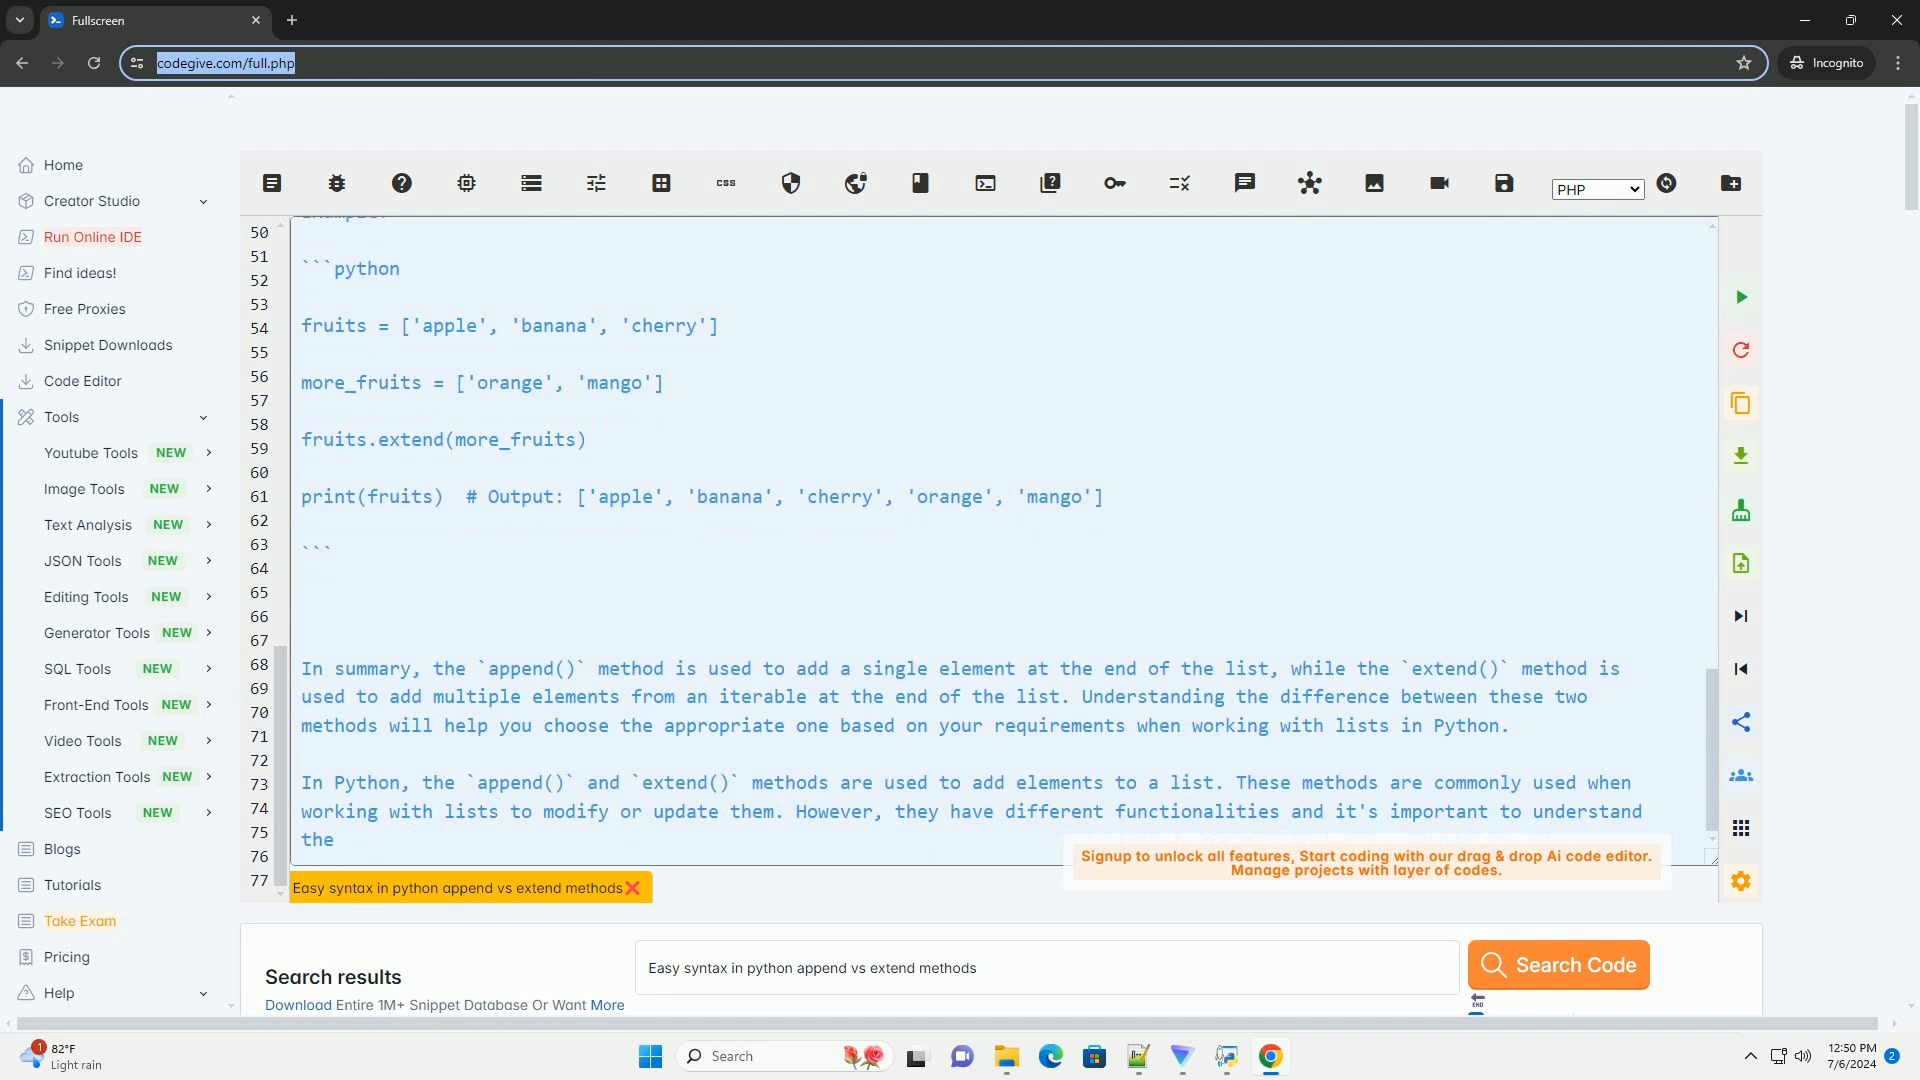 Fullscreen
codegive.com/full.php
Incognito
Home
Creator Studio
Run Online IDE
Find ideas!
Free Proxies
Snippet Downloads
Code Editor
Tools
Youtube Tools NEW
Image Tools NEW
Text Analysis NEW
JSON Tools NEW
Editing Tools NEW
Generator Tools NEW
SQL Tools NEW
Front-End Tools NEW
Video Tools NEW
Extraction Tools NEW
SEO Tools NEW
Blogs
Tutorials
Take Exam
Pricing
Help
css
PHP
50
51
52
53
54
55
56
57
58
59
60
61
62
63
64
65
66
67
68
69
70
71
72
73
74
75
76
77
```python
fruits = ['apple', 'banana', 'cherry']
more_fruits = ['orange', 'mango']
fruits.extend(more_fruits)
print(fruits)  # Output: ['apple', 'banana', 'cherry', 'orange', 'mango']
```
In summary, the `append()` method is used to add a single element at the end of the list, while the `extend()` method is
used to add multiple elements from an iterable at the end of the list. Understanding the difference between these two
methods will help you choose the appropriate one based on your requirements when working with lists in Python.
In Python, the `append()` and `extend()` methods are used to add elements to a list. These methods are commonly used when
working with lists to modify or update them. However, they have different functionalities and it's important to understand
the
Signup to unlock all features, Start coding with our drag & drop Ai code editor.
Manage projects with layer of codes.
Easy syntax in python append vs extend methods
Search results
Download Entire 1M+ Snippet Database Or Want More
Easy syntax in python append vs extend methods
Search Code
END
1
82°F
Light rain
Search
12:50 PM
7/6/2024
2